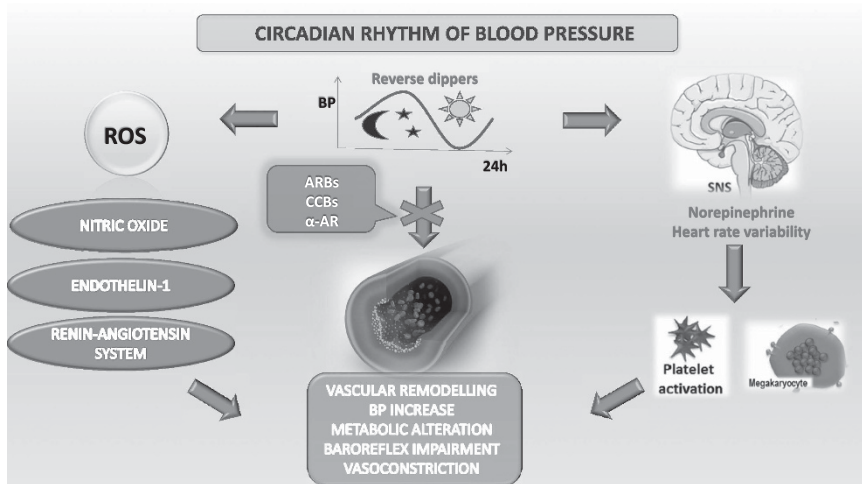 CIRCADIAN RHYTHM OF BLOOD PRESSURE
Reverse dippers
BP
24h
ROS
NITRIC OXIDE
ENDOTHELIN-1
RENIN-ANGIOTENSIN
SYSTEM
ARBs
CCBs
α-AR
SNS
Norepinephrine
Heart rate variability
Platelet
activation
Megakaryocyte
VASCULAR REMODELLING
BP INCREASE
METABOLIC ALTERATION
BAROREFLEX IMPAIRMENT
VASOCONSTRICTION